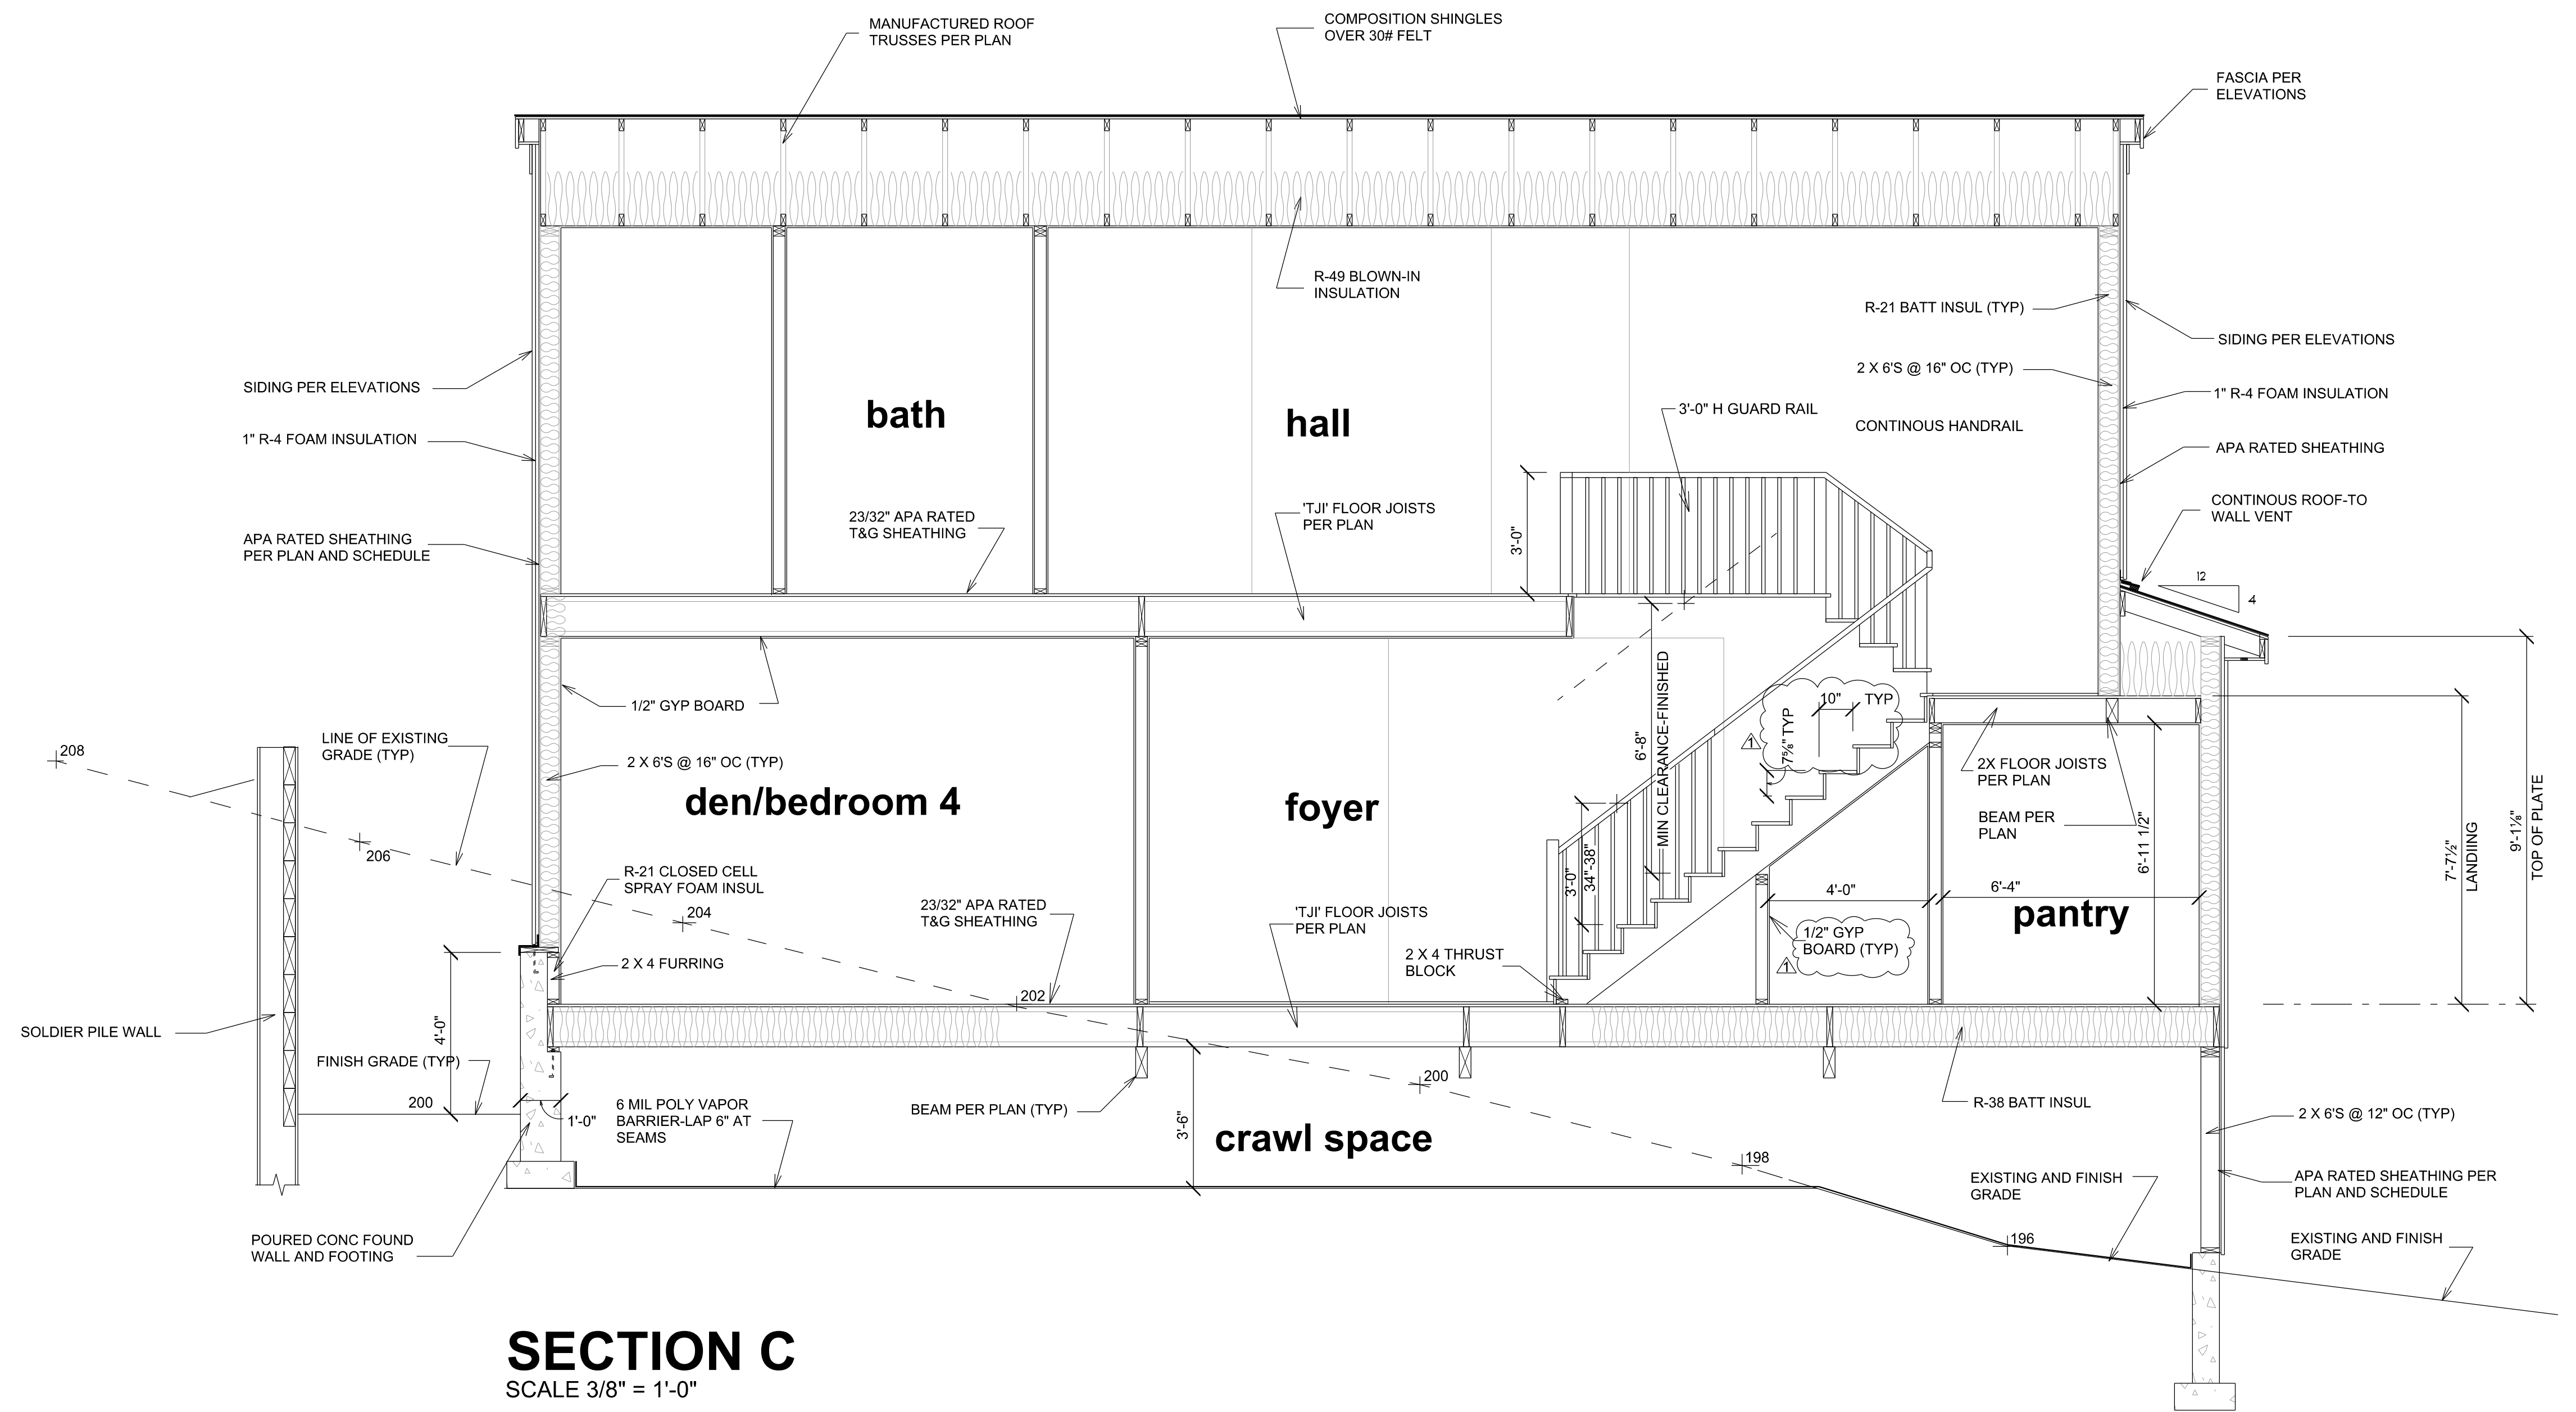 MANUFACTURED ROOF
TRUSSES PER PLAN
COMPOSITION SHINGLES
OVER 30# FELT
FASCIA PER
ELEVATIONS
R-49 BLOWN-IN
INSULATION
R-21 BATT INSUL (TYP)
SIDING PER ELEVATIONS
2 X 6'S @ 16" OC (TYP)
SIDING PER ELEVATIONS
1" R-4 FOAM INSULATION
bath
hall
3'-0" H GUARD RAIL
CONTINOUS HANDRAIL
1" R-4 FOAM INSULATION
APA RATED SHEATHING
CONTINOUS ROOF-TO
WALL VENT
23/32" APA RATED
T&G SHEATHING
'TJI' FLOOR JOISTS
PER PLAN
3'-0"
APA RATED SHEATHING
PER PLAN AND SCHEDULE
12
4
1/2" GYP BOARD
6'-8"
MIN CLEARANCE-FINISHED
10" TYP
7⅝" TYP
1
LINE OF EXISTING
GRADE (TYP)
208
2 X 6'S @ 16" OC (TYP)
2X FLOOR JOISTS
PER PLAN
den/bedroom 4
foyer
BEAM PER
PLAN
6'-11 1/2"
7'-7½"
LANDIING
9'-1⅛"
TOP OF PLATE
206
R-21 CLOSED CELL
SPRAY FOAM INSUL
204
23/32" APA RATED
T&G SHEATHING
'TJI' FLOOR JOISTS
PER PLAN
3'-0"
34"-38"
4'-0"
6'-4"
pantry
1/2" GYP
BOARD (TYP)
1
2 X 4 THRUST
BLOCK
2 X 4 FURRING
202
SOLDIER PILE WALL
4'-0"
FINISH GRADE (TYP)
200
1'-0"
6 MIL POLY VAPOR
BARRIER-LAP 6" AT
SEAMS
BEAM PER PLAN (TYP)
3'-6"
crawl space
200
198
R-38 BATT INSUL
2 X 6'S @ 12" OC (TYP)
EXISTING AND FINISH
GRADE
APA RATED SHEATHING PER
PLAN AND SCHEDULE
196
POURED CONC FOUND
WALL AND FOOTING
EXISTING AND FINISH
GRADE
SECTION C
SCALE 3/8" = 1'-0"